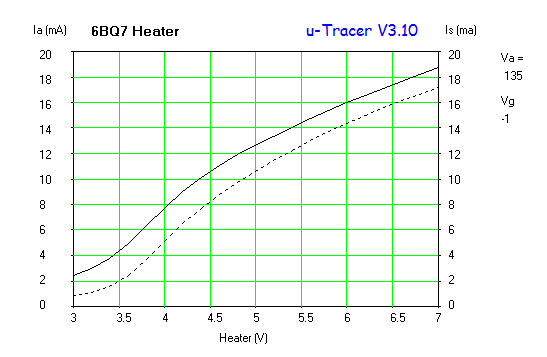 Ia (mA) 6BQ7 Heater u-Tracer V3.10 Is (ma)
20 20
18 18
16 16
14 14
12 12
10 10
8 8
6 6
4 4
2 2
0 0
3 3.5 4 4.5 5 5.5 6 6.5 7
Heater (V)
Va =
135
Vg
-1